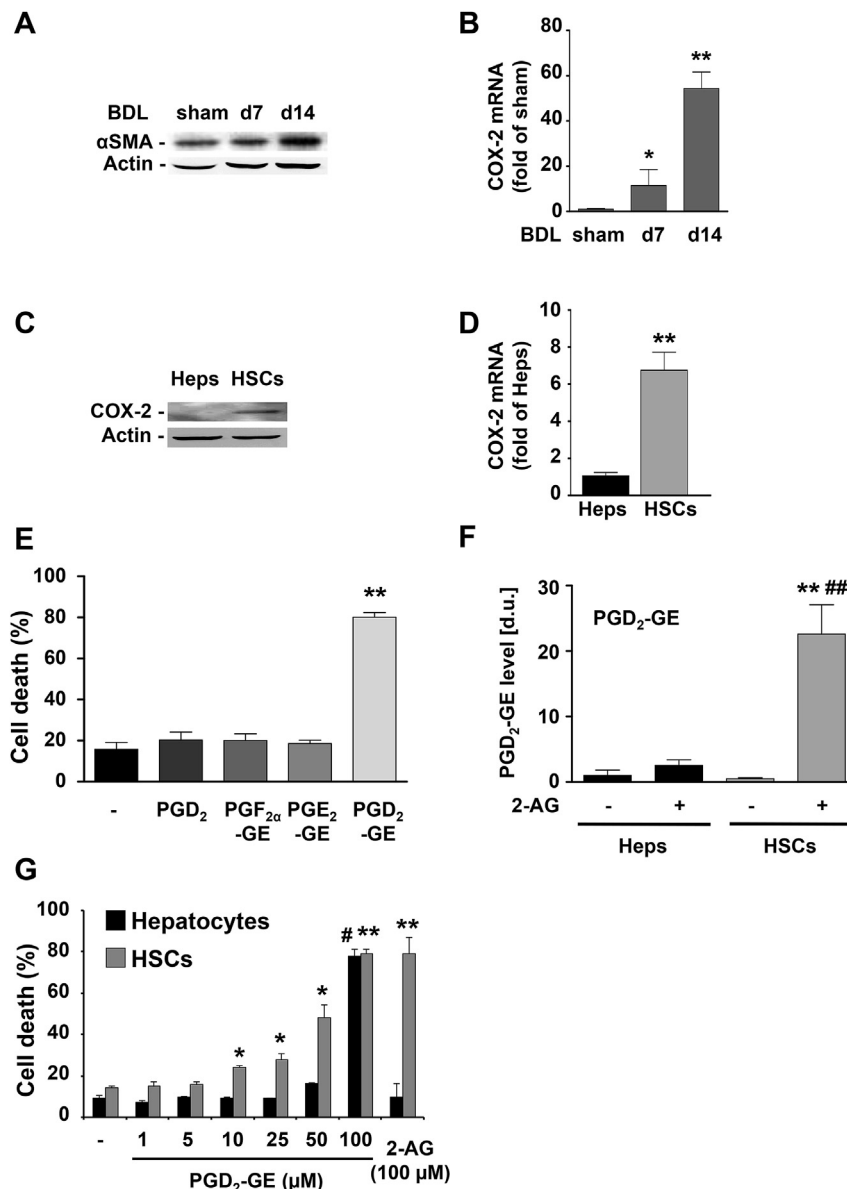 A
BDL sham d7 d14
αSMA -
Actin -
B
COX-2 mRNA
(fold of sham)
80
60
40
20
0
*
**
BDL sham d7 d14
C
Heps HSCs
COX-2 -
Actin -
D
COX-2 mRNA
(fold of Heps)
8
6
4
2
0
**
Heps HSCs
E
Cell death (%)
100
80
60
40
20
0
**
- PGD₂ PGF₂α PGE₂ PGD₂
-GE -GE -GE
F
PGD₂-GE level [d.u.]
30
20
10
0
PGD₂-GE
** ##
2-AG - + - +
Heps HSCs
G
Cell death (%)
100
80
60
40
20
0
Hepatocytes
HSCs
* * * # ** **
- 1 5 10 25 50 100 2-AG
(100 µM)
PGD₂-GE (µM)